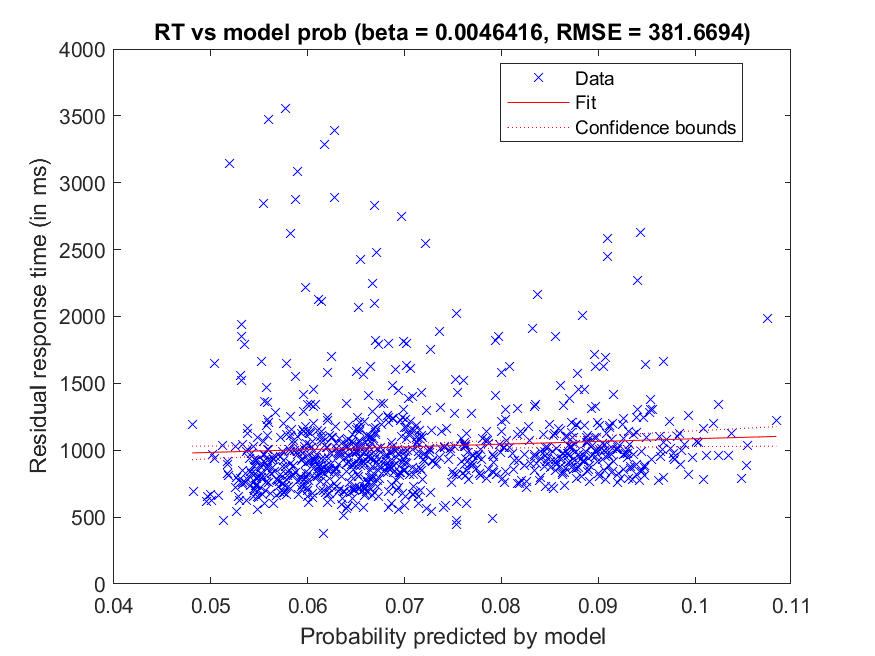 RT vs model prob (beta = 0.0046416, RMSE = 381.6694)
4000
3500
3000
2500
2000
1500
1000
500
0
Residual response time (in ms)
Data
Fit
Confidence bounds
0.04 0.05 0.06 0.07 0.08 0.09 0.1 0.11
Probability predicted by model